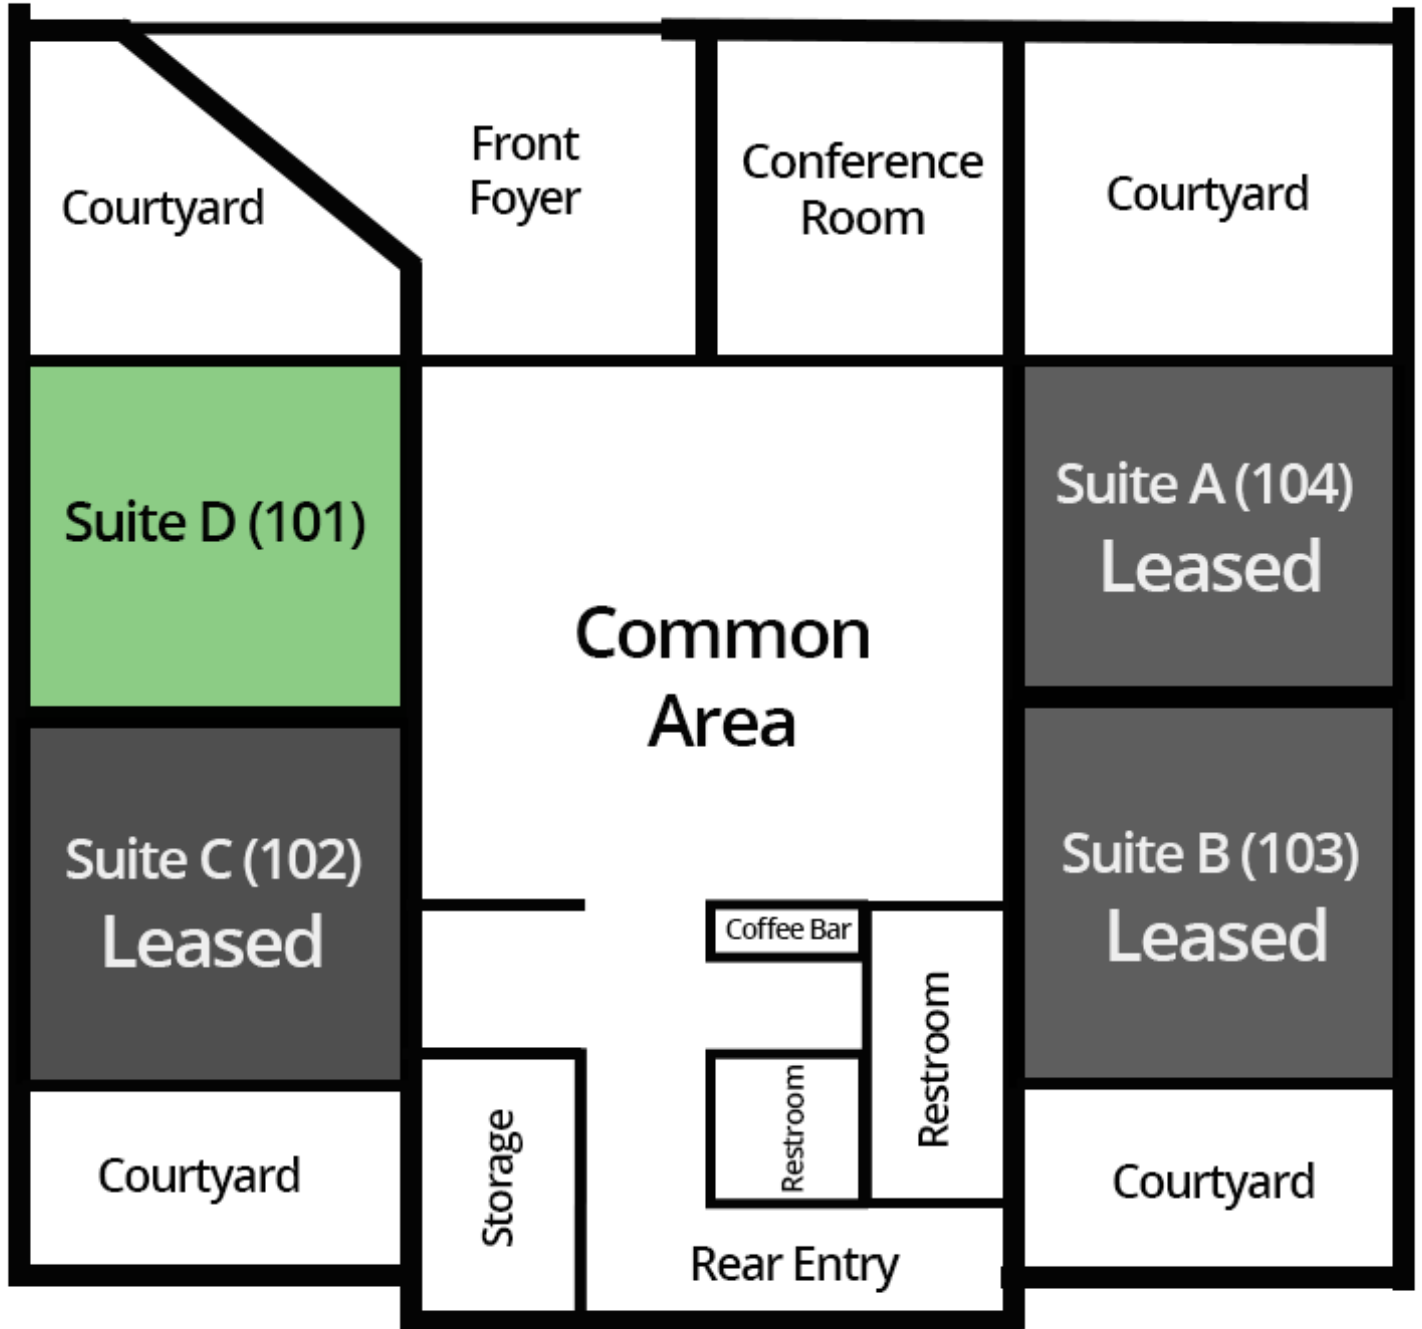 Front
Foyer
Conference
Room
Courtyard
Courtyard
Suite D (101)
Suite A (104)
Leased
Common
Area
Suite C (102)
Leased
Suite B (103)
Leased
Coffee Bar
Restroom
Restroom
Storage
Courtyard
Courtyard
Rear Entry